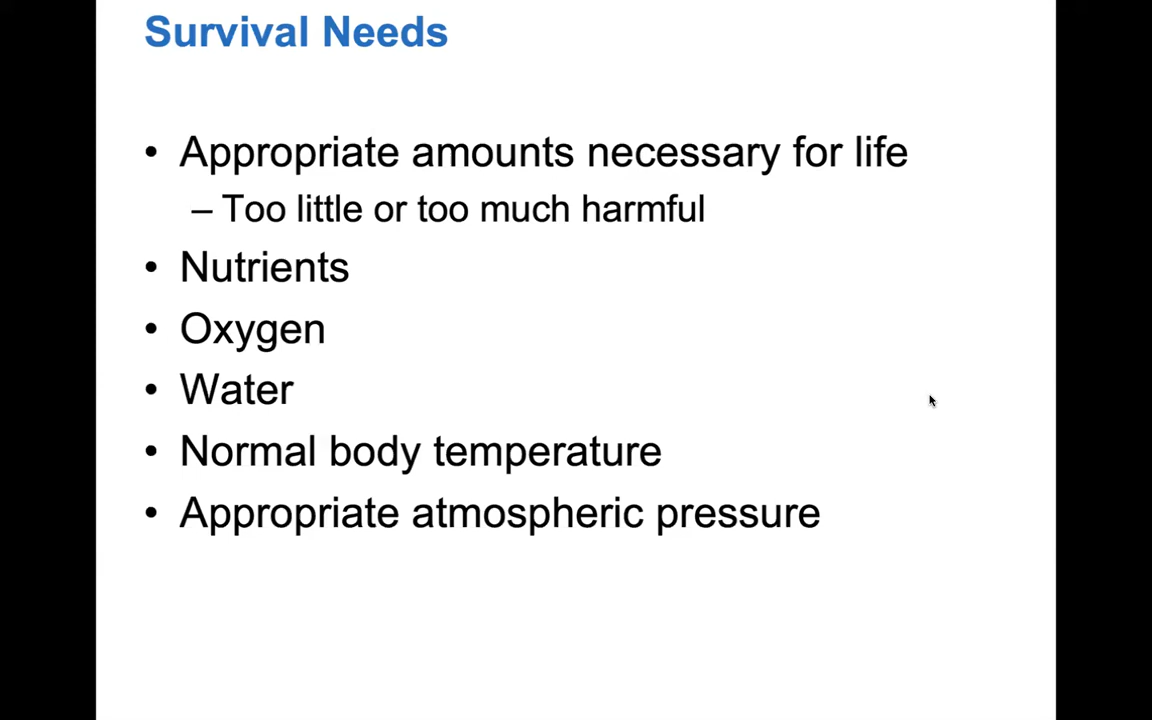 Survival Needs
• Appropriate amounts necessary for life
– Too little or too much harmful
• Nutrients
• Oxygen
• Water
• Normal body temperature
• Appropriate atmospheric pressure